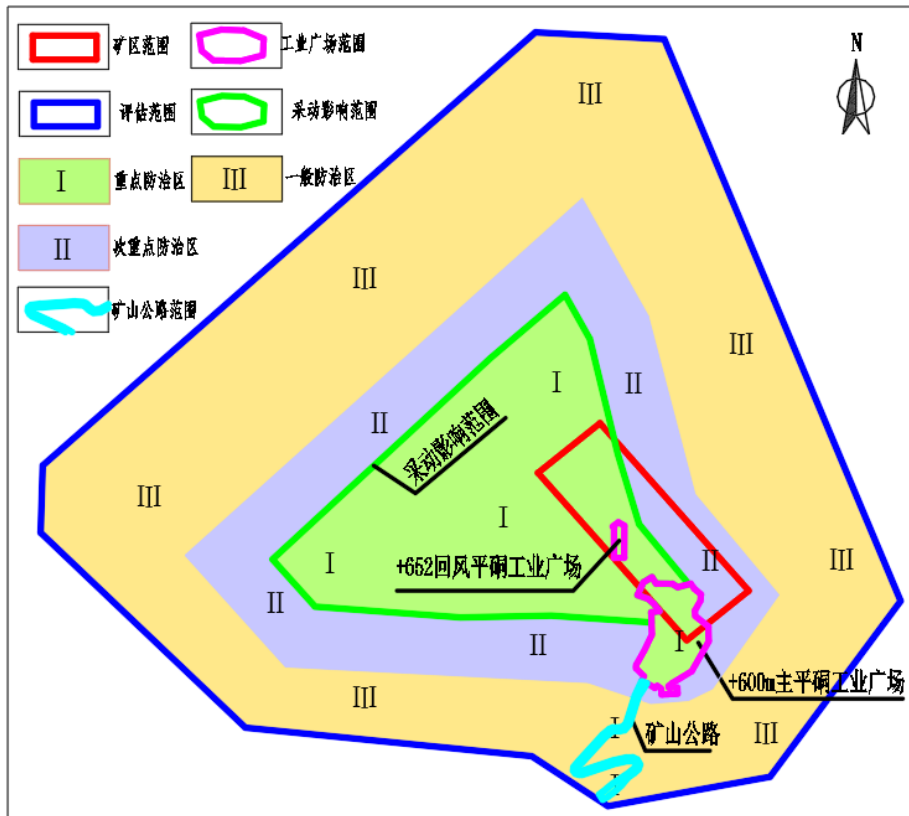 矿区范围
工业广场范围
评估范围
采动影响范围
I
重点防治区
III
一般防治区
II
次重点防治区
矿山公路范围
N
III
III
III
I
II
II
采动影响范围
III
I
III
I
+652回风平硐工业广场
II
II
II
I
+600m主平硐工业广场
III
I
矿山公路
III
I